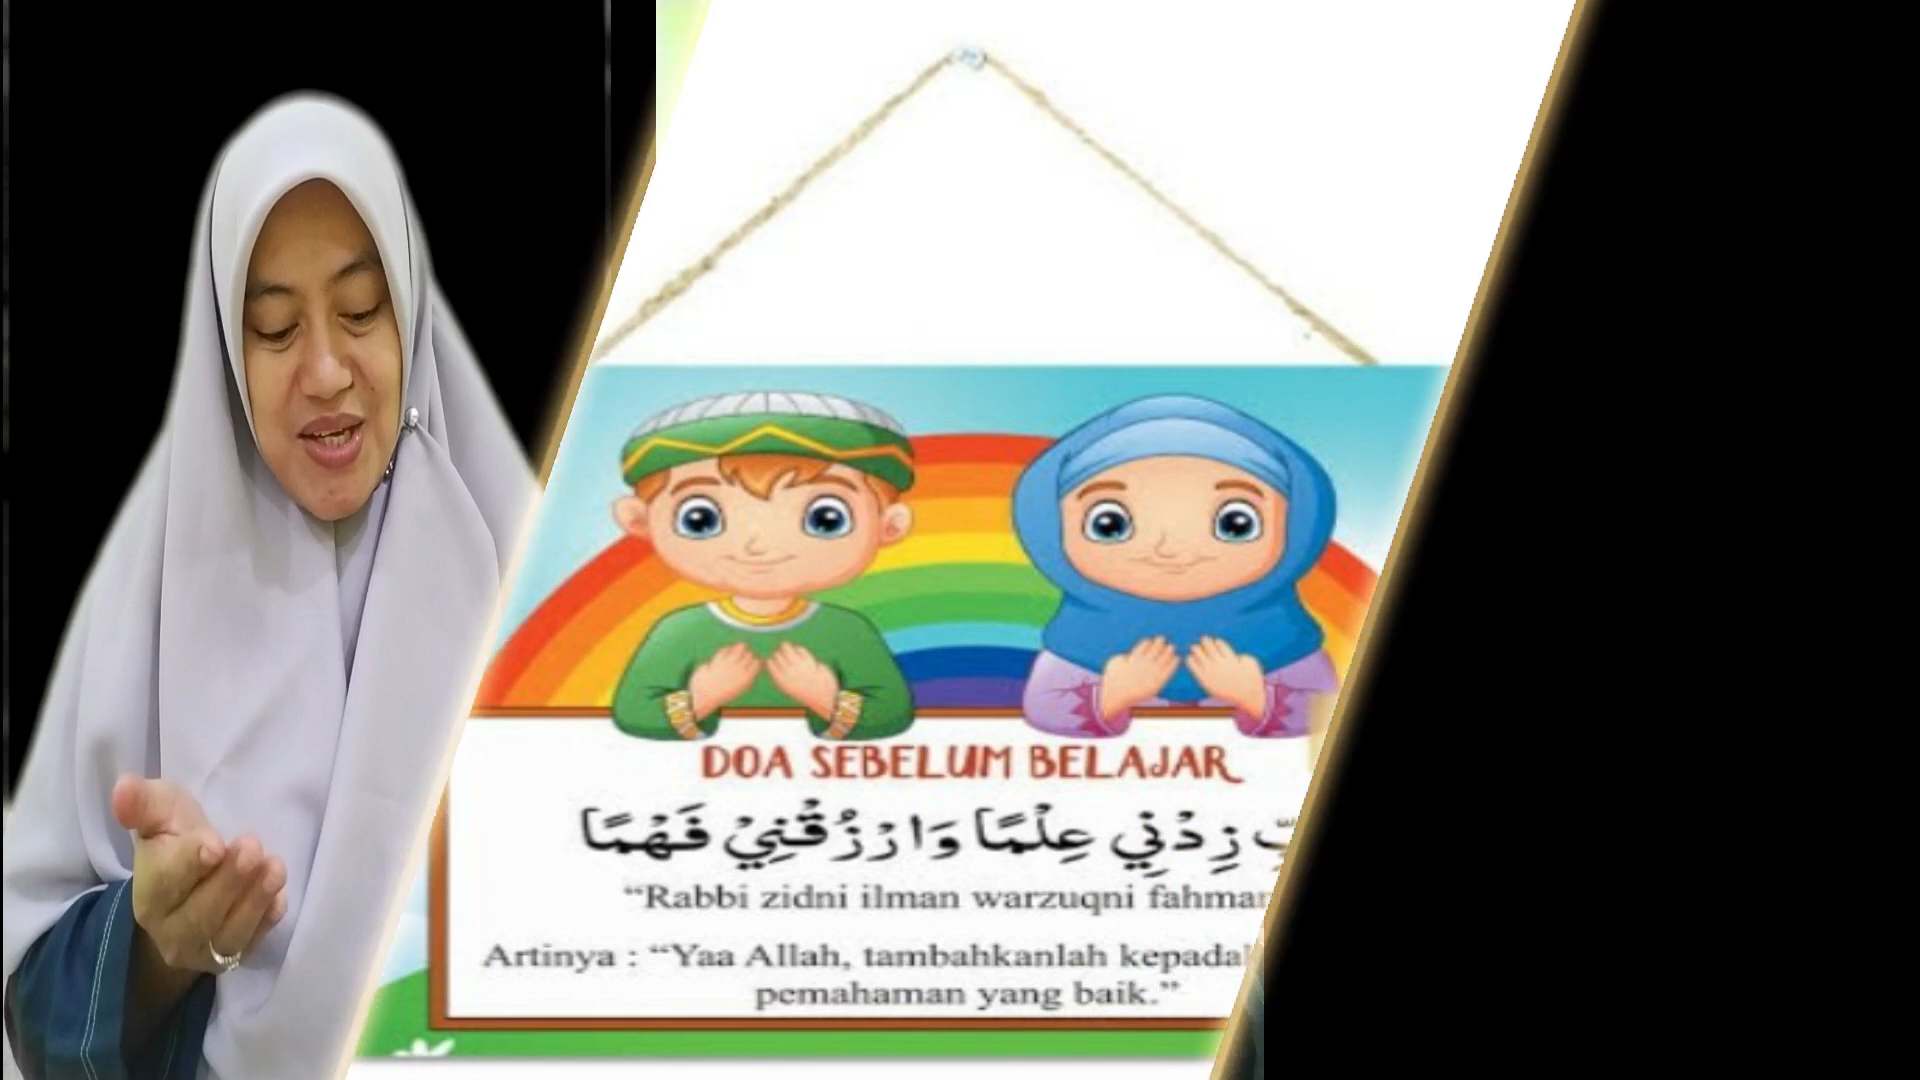 DOA SEBELUM BELAJAR
زِدْنِي عِلْمًا وَارْزُقْنِيْ فَهْمًا
“Rabbi zidni ilman warzuqni fahman
Artinya : “Yaa Allah, tambahkanlah
pemahaman yang baik.”